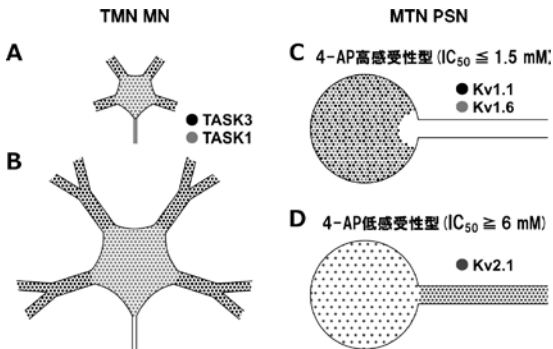 TMN MN
MTN PSN
A
TASK3
TASK1
B
C 4-AP高感受性型(IC50 ≦ 1.5 mM)
Kv1.1
Kv1.6
D 4-AP低感受性型(IC50 ≧ 6 mM)
Kv2.1